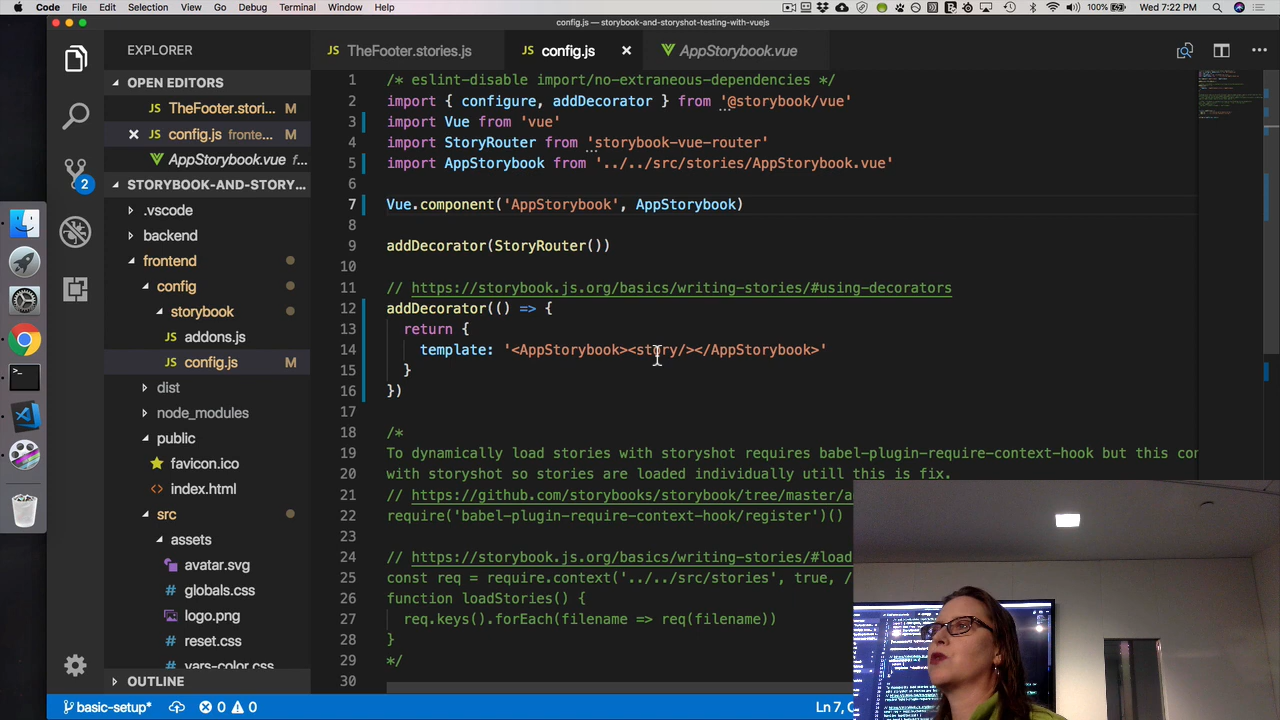 Code File Edit Selection View Go Debug Terminal Window Help 100% Wed 7:22 PM
config.js — storybook-and-storyshot-testing-with-vuejs
EXPLORER
JS TheFooter.stories.js
JS config.js ×
AppStorybook.vue
OPEN EDITORS
JS TheFooter.stori... M
JS config.js fronte... M
AppStorybook.vue f...
STORYBOOK-AND-STORY...
.vscode
backend
frontend
config
storybook
JS addons.js
JS config.js M
dist
node_modules
public
favicon.ico
<> index.html
src
assets
avatar.svg
# globals.css
logo.png
# reset.css
# vars-color.css
OUTLINE
2
1 /* eslint-disable import/no-extraneous-dependencies */
2 import { configure, addDecorator } from '@storybook/vue'
3 import Vue from 'vue'
4 import StoryRouter from 'storybook-vue-router'
5 import AppStorybook from '../../src/stories/AppStorybook.vue'
6
7 Vue.component('AppStorybook', AppStorybook)
8
9 addDecorator(StoryRouter())
10
11 // https://storybook.js.org/basics/writing-stories/#using-decorators
12 addDecorator(() => {
13 return {
14 template: '<AppStorybook><story/></AppStorybook>'
15 }
16 })
17
18 /*
19 To dynamically load stories with storyshot requires babel-plugin-require-context-hook but this con
20 with storyshot so stories are loaded individually utill this is fix.
21 // https://github.com/storybooks/storybook/tree/master/a
22 require('babel-plugin-require-context-hook/register')()
23
24 // https://storybook.js.org/basics/writing-stories/#load
25 const req = require.context('../../src/stories', true, /
26 function loadStories() {
27 req.keys().forEach(filename => req(filename))
28 }
29 */
30
basic-setup* 0 0 Ln 7, C